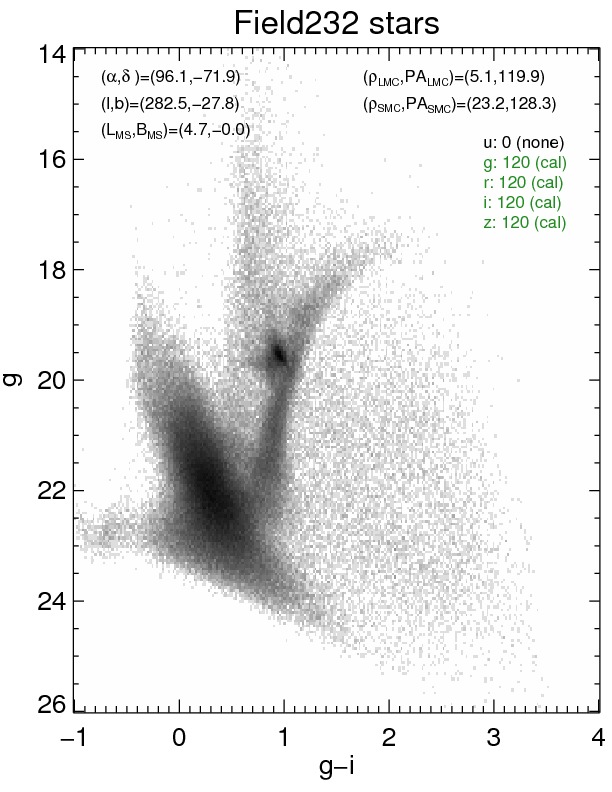 Field232 stars
(α,δ )=(96.1,−71.9)
(l,b)=(282.5,−27.8)
(LMS,BMS)=(4.7,−0.0)
(ρLMC,PALMC)=(5.1,119.9)
(ρSMC,PASMC)=(23.2,128.3)
u: 0 (none)
g: 120 (cal)
r: 120 (cal)
i: 120 (cal)
z: 120 (cal)
14
16
18
20
22
24
26
g
−1 0 1 2 3 4
g−i